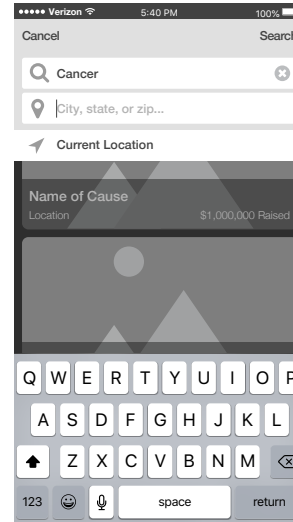 Verizon 5:40 PM 100%
Cancel Search
Cancer
City, state, or zip...
Current Location
Name of Cause
Location $1,000,000 Raised
Q W E R T Y U I O P
A S D F G H J K L
Z X C V B N M
123 space return